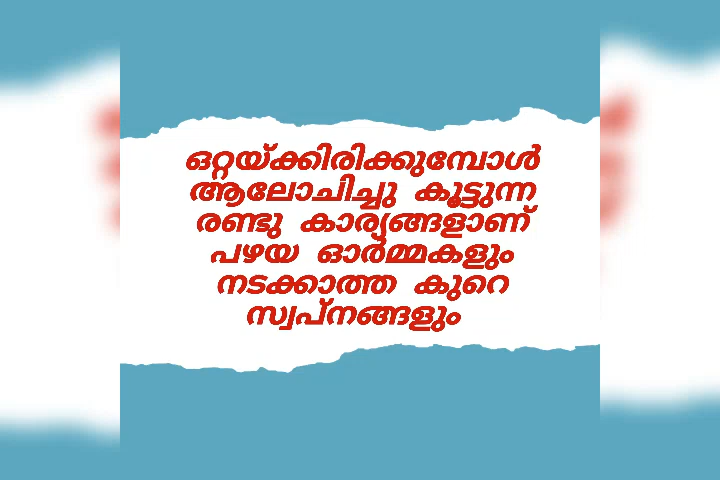 ഒറ്റയ്ക്കിരിക്കുമ്പോൾ
ആലോചിച്ചു കൂട്ടുന്ന
രണ്ടു കാര്യങ്ങളാണ്
പഴയ ഓർമ്മകളും
നടക്കാത്ത കുറെ
സ്വപ്നങ്ങളും